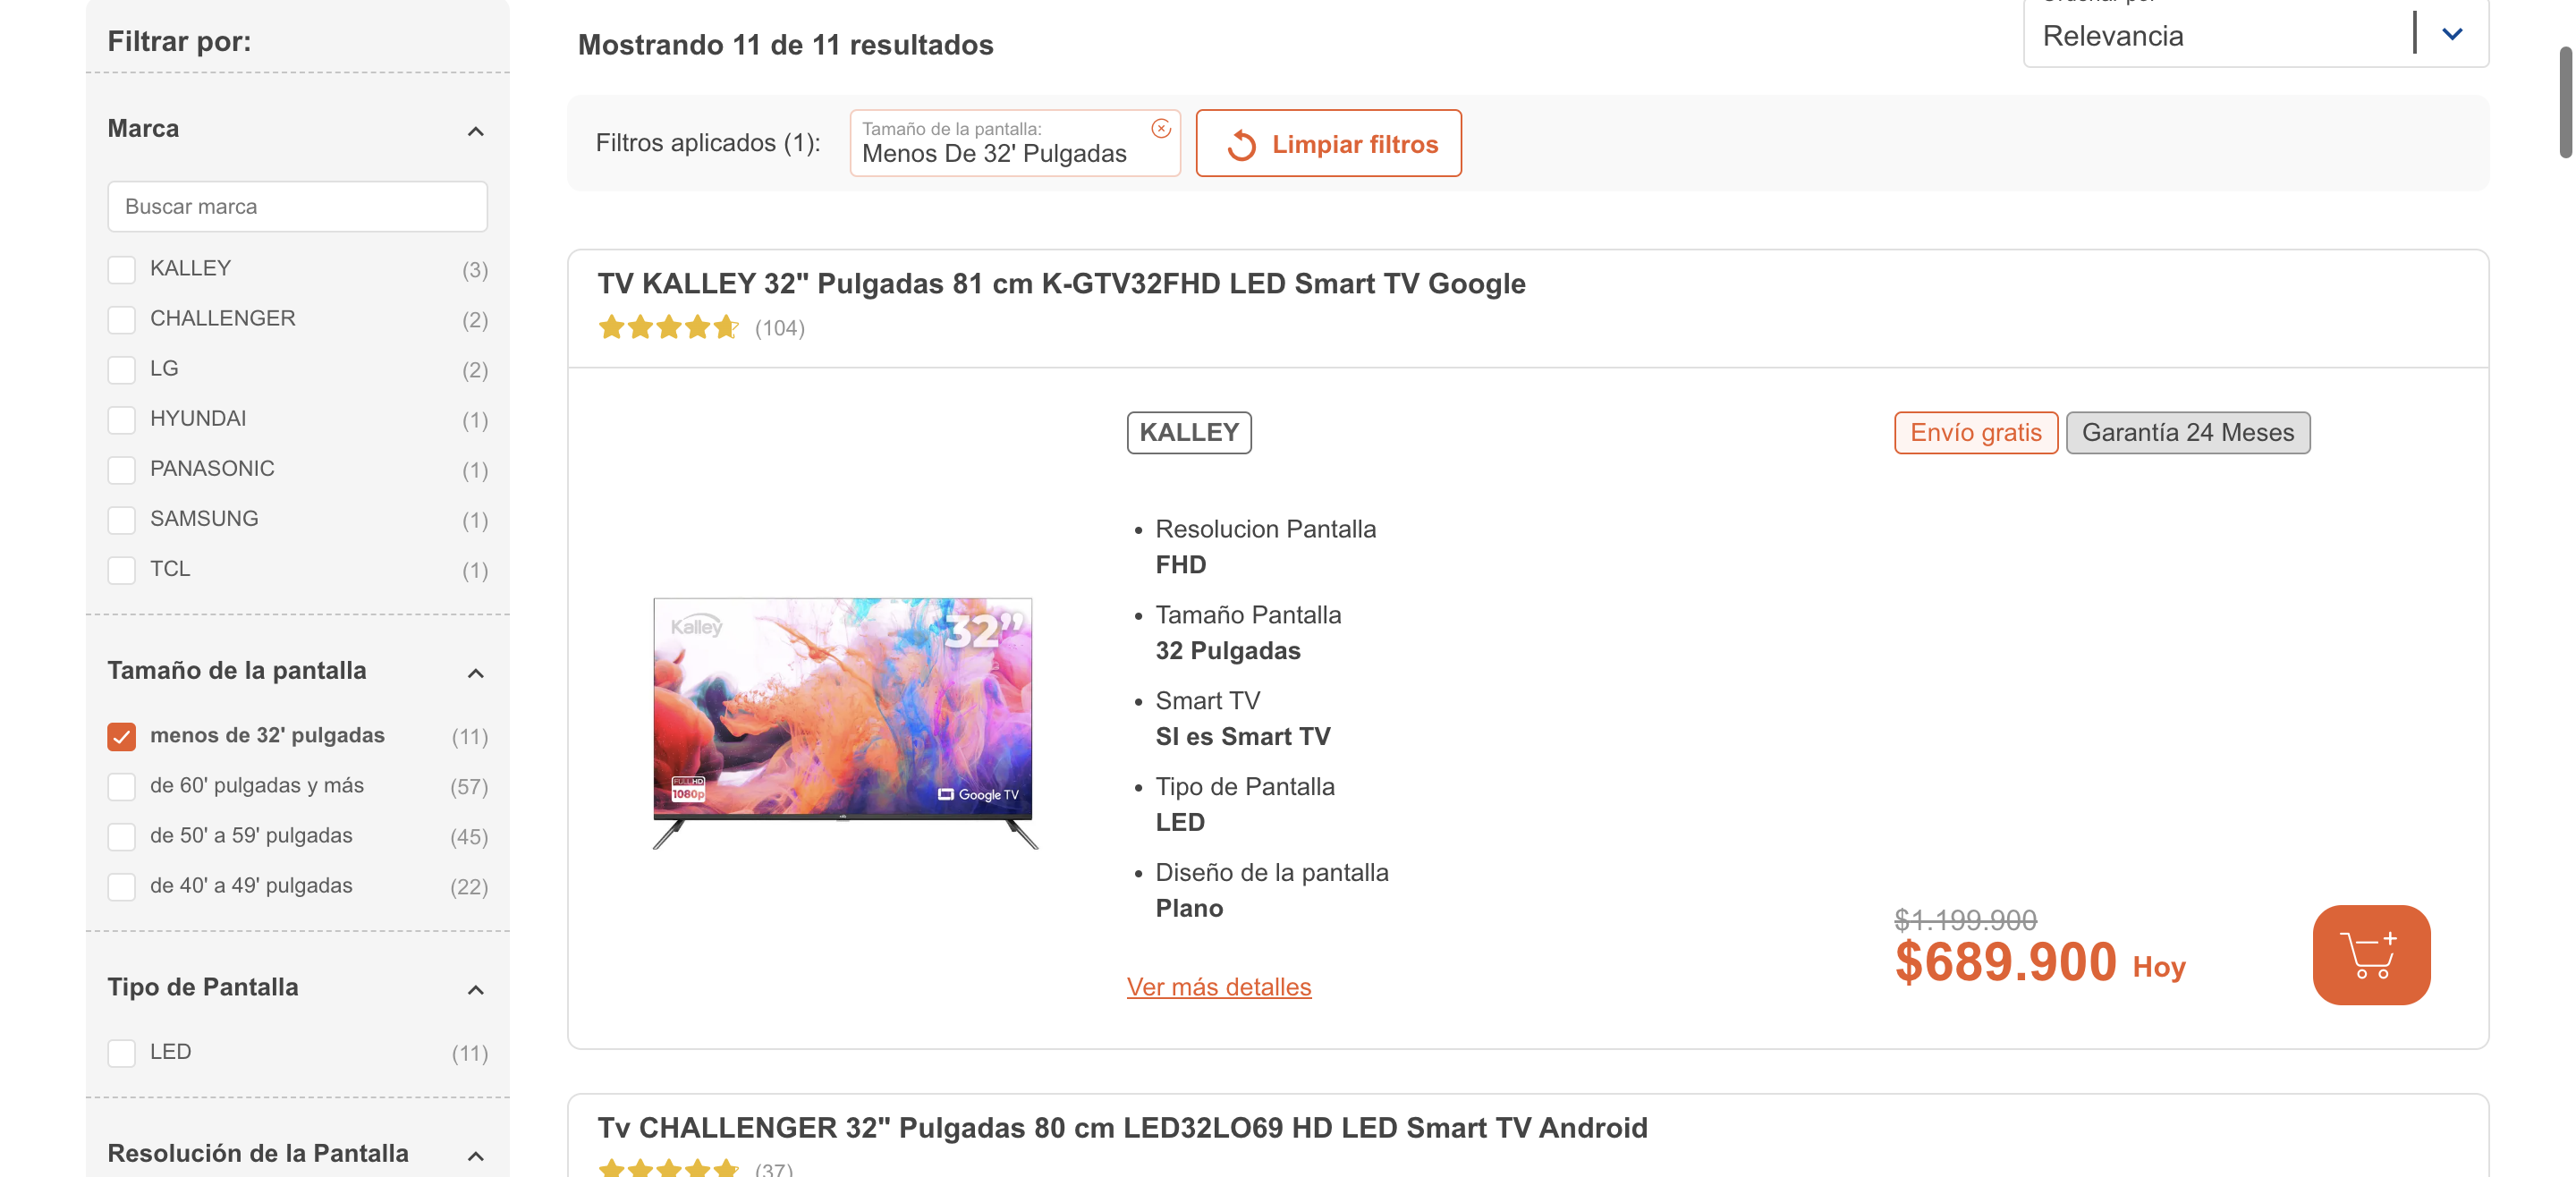 Filtrar por:
Marca
Buscar marca
KALLEY (3)
CHALLENGER (2)
LG (2)
HYUNDAI (1)
PANASONIC (1)
SAMSUNG (1)
TCL (1)
Tamaño de la pantalla
menos de 32' pulgadas (11)
de 60' pulgadas y más (57)
de 50' a 59' pulgadas (45)
de 40' a 49' pulgadas (22)
Tipo de Pantalla
LED (11)
Resolución de la Pantalla
Mostrando 11 de 11 resultados
Ordenar por
Relevancia
Filtros aplicados (1):
Tamaño de la pantalla:
Menos De 32' Pulgadas
Limpiar filtros
TV KALLEY 32" Pulgadas 81 cm K-GTV32FHD LED Smart TV Google
(104)
Kalley
32”
FULL HD
1080p
Google TV
KALLEY
Resolucion Pantalla
FHD
Tamaño Pantalla
32 Pulgadas
Smart TV
SI es Smart TV
Tipo de Pantalla
LED
Diseño de la pantalla
Plano
Ver más detalles
Envío gratis
Garantía 24 Meses
$1.199.900
$689.900 Hoy
Tv CHALLENGER 32" Pulgadas 80 cm LED32LO69 HD LED Smart TV Android
(37)